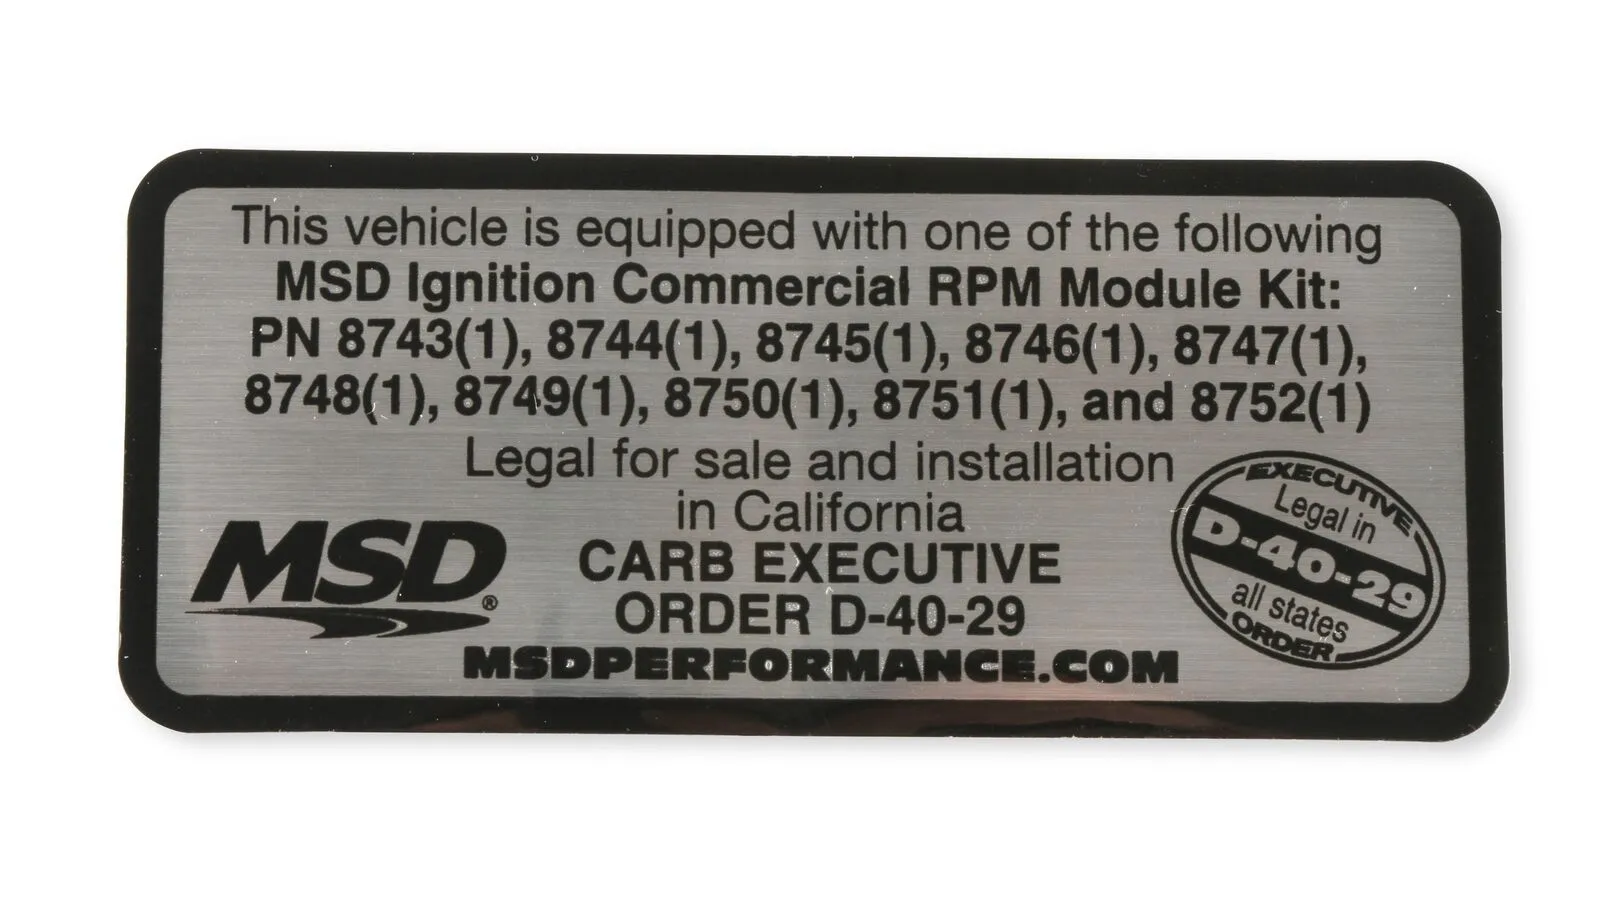 This vehicle is equipped with one of the following
MSD Ignition Commercial RPM Module Kit:
PN 8743(1), 8744(1), 8745(1), 8746(1), 8747(1),
8748(1), 8749(1), 8750(1), 8751(1), and 8752(1)
Legal for sale and installation
in California
CARB EXECUTIVE
ORDER D-40-29
MSDPERFORMANCE.COM
MSD®
EXECUTIVE
Legal in
D-40-29
all states
ORDER